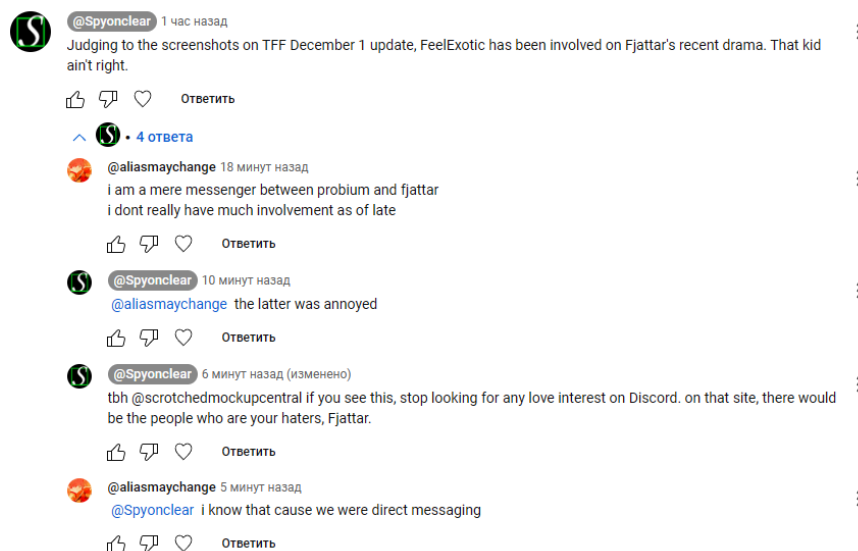 @Spyonclear 1 час назад
Judging to the screenshots on TFF December 1 update, FeelExotic has been involved on Fjattar's recent drama. That kid
ain't right.
Ответить
4 ответа
@aliasmaychange 18 минут назад
i am a mere messenger between probium and fjattar
i dont really have much involvement as of late
Ответить
@Spyonclear 10 минут назад
@aliasmaychange the latter was annoyed
Ответить
@Spyonclear 6 минут назад (изменено)
tbh @scrotchedmockupcentral if you see this, stop looking for any love interest on Discord. on that site, there would
be the people who are your haters, Fjattar.
Ответить
@aliasmaychange 5 минут назад
@Spyonclear i know that cause we were direct messaging
Ответить